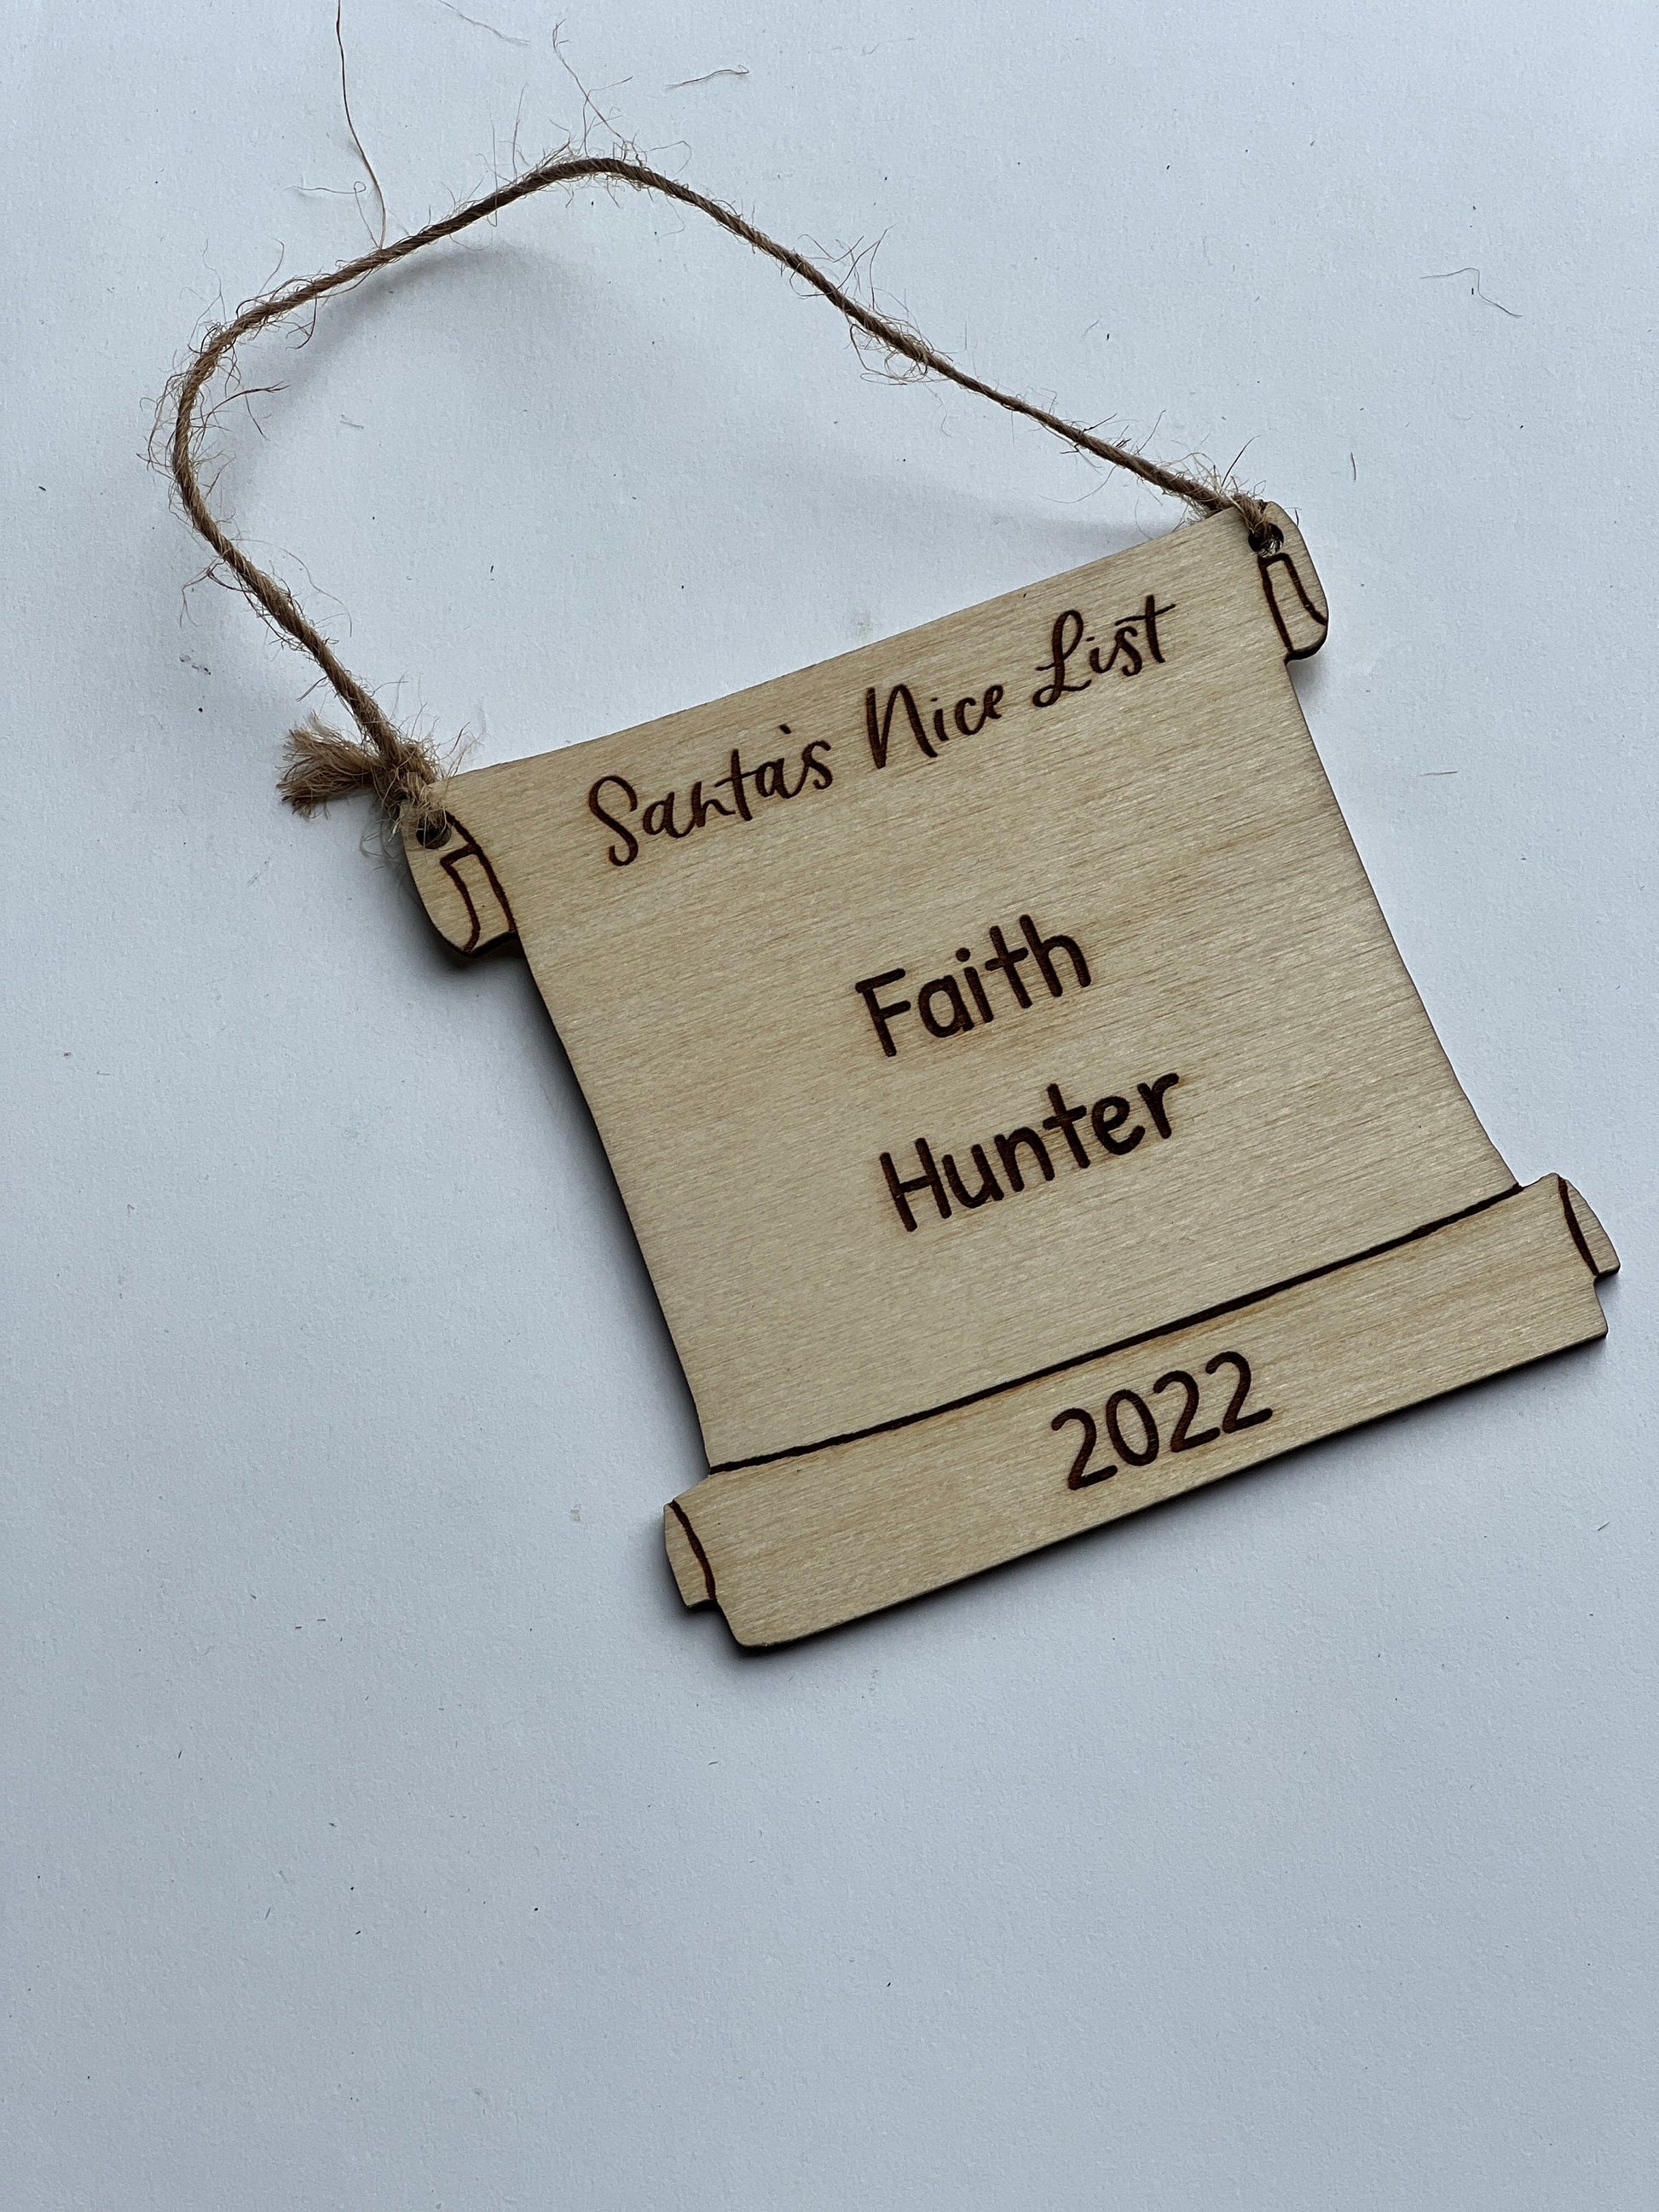 Santa's Nice List
Faith
Hunter
2022